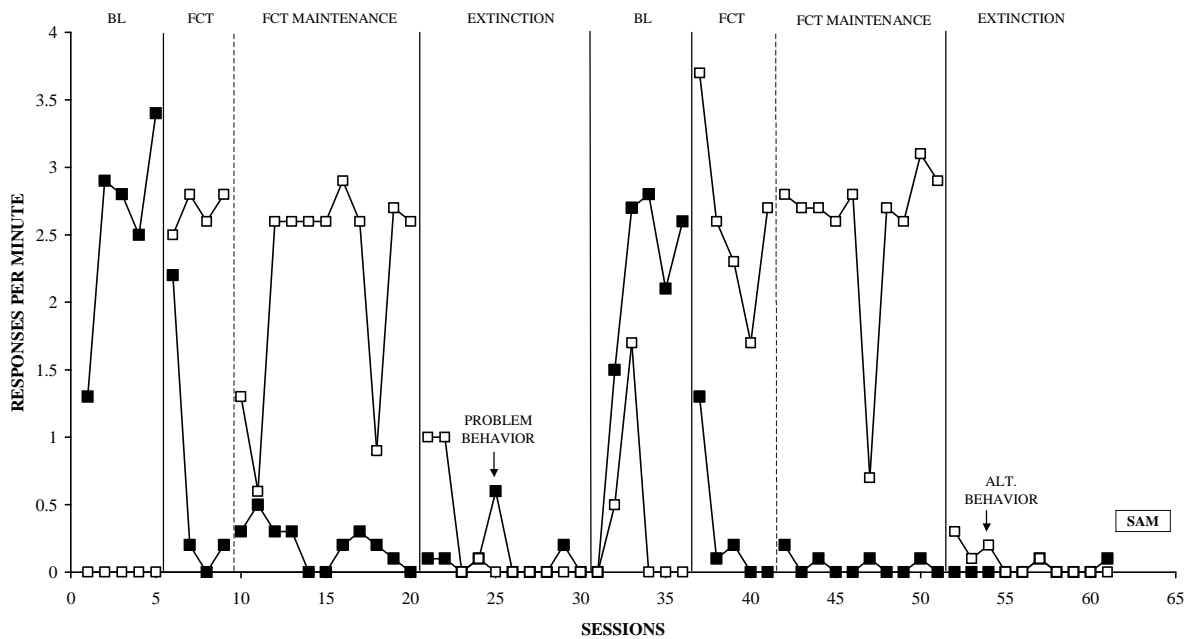 BL FCT FCT MAINTENANCE EXTINCTION BL FCT FCT MAINTENANCE EXTINCTION
4
3.5
3
2.5
2
1.5
1
0.5
0
RESPONSES PER MINUTE
PROBLEM
BEHAVIOR
ALT.
BEHAVIOR
SAM
0 5 10 15 20 25 30 35 40 45 50 55 60 65
SESSIONS